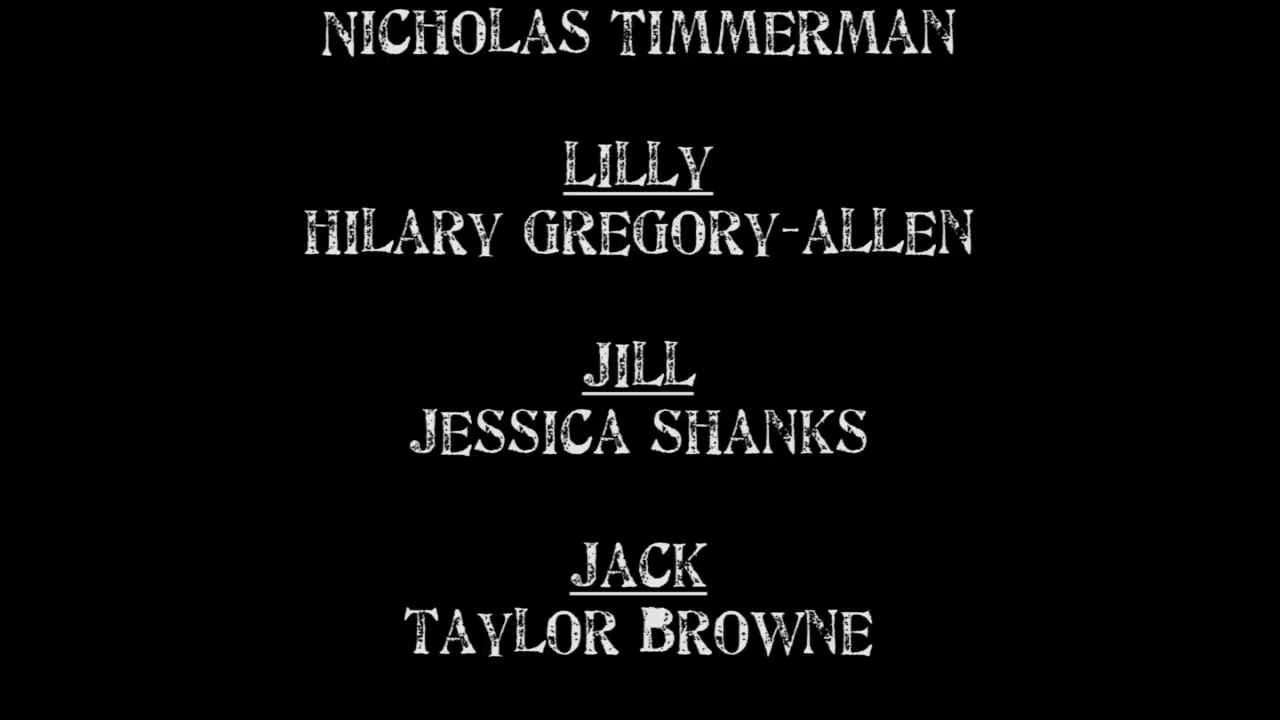 NICHOLAS TIMMERMAN
LILLY
HILARY GREGORY-ALLEN
JILL
JESSICA SHANKS
JACK
TAYLOR BROWNE